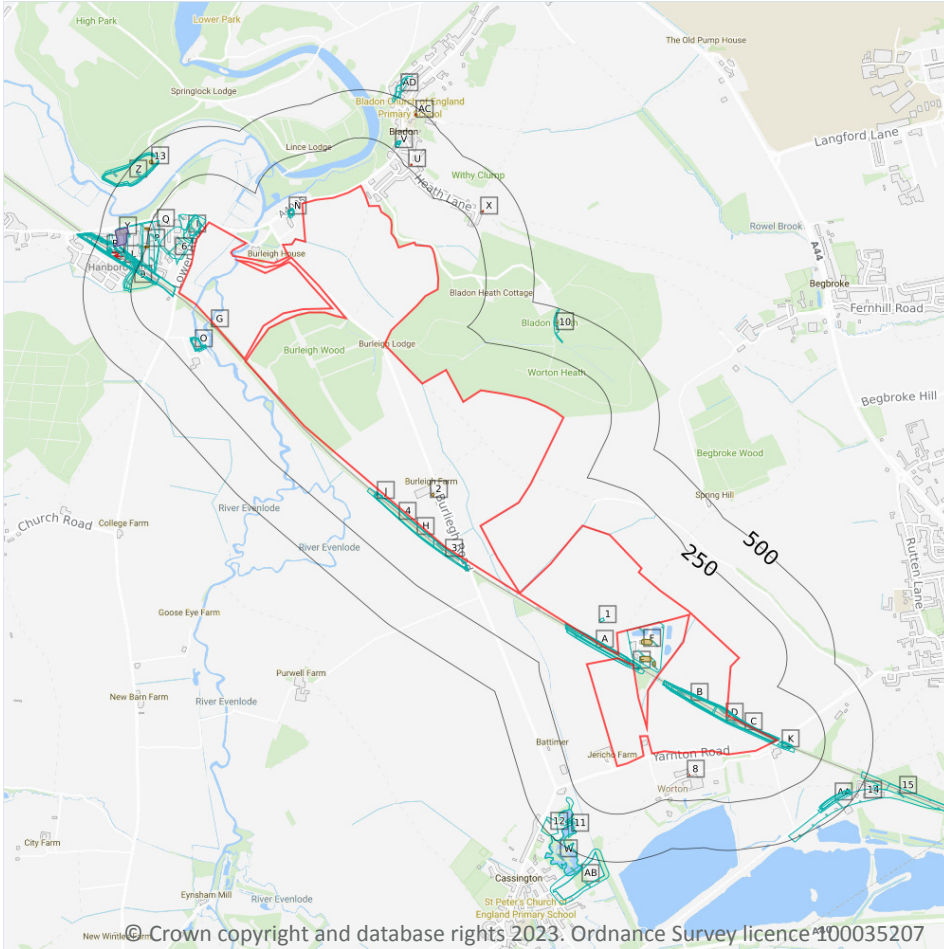 High Park
Lower Park
The Old Pump House
Springlock Lodge
AD
Bladon Church of England
Primary School
AC
Bladon
V
U
Langford Lane
Lince Lodge
13
Z
Withy Clump
Heath Lane
N
X
Q
Y
Rowel Brook
A44
6
Burleigh House
Begbroke
Bladon Heath Cottage
Fernhill Road
G
O
10
Burleigh Wood
Burleigh Lodge
Worton Heath
Begbroke Hill
Begbroke Wood
Spring Hill
Burleigh Farm
2
4
H
3
River Evenlode
Church Road
College Farm
River Evenlode
500
250
Rutten Lane
Goose Eye Farm
1
A
Purwell Farm
New Barn Farm
River Evenlode
B
D
C
K
Battimer
Jericho Farm
Yarnton Road
8
Worton
14
15
12
11
W
City Farm
AB
Cassington
Eynsham Mill
River Evenlode
St Peter's Church of
England Primary School
© Crown copyright and database rights 2023. Ordnance Survey licence 100035207